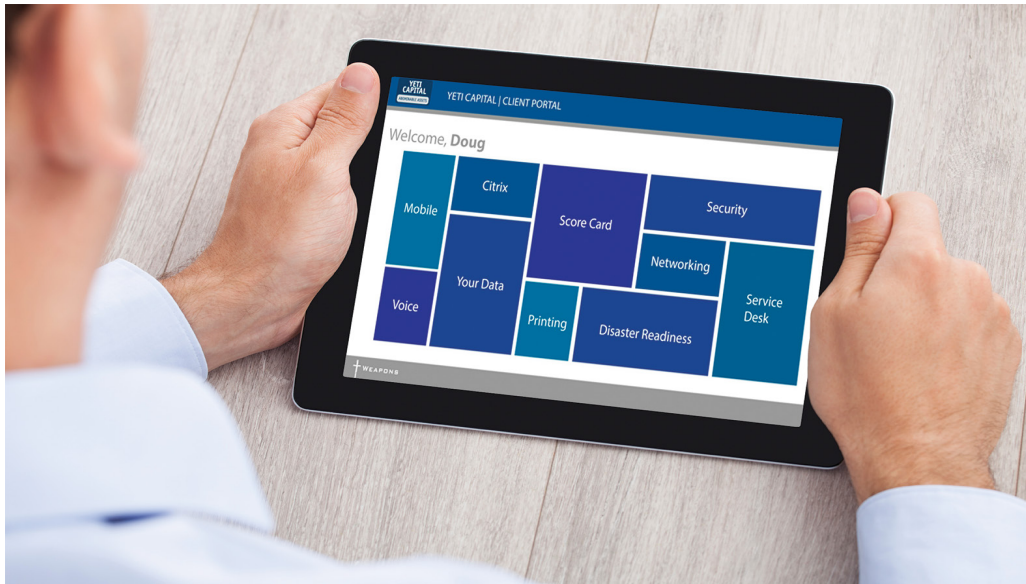 YETI
CAPITAL
YETI CAPITAL | CLIENT PORTAL
Welcome, Doug
Mobile
Citrix
Score Card
Security
Your Data
Networking
Voice
Printing
Disaster Readiness
Service
Desk
WEAPONS